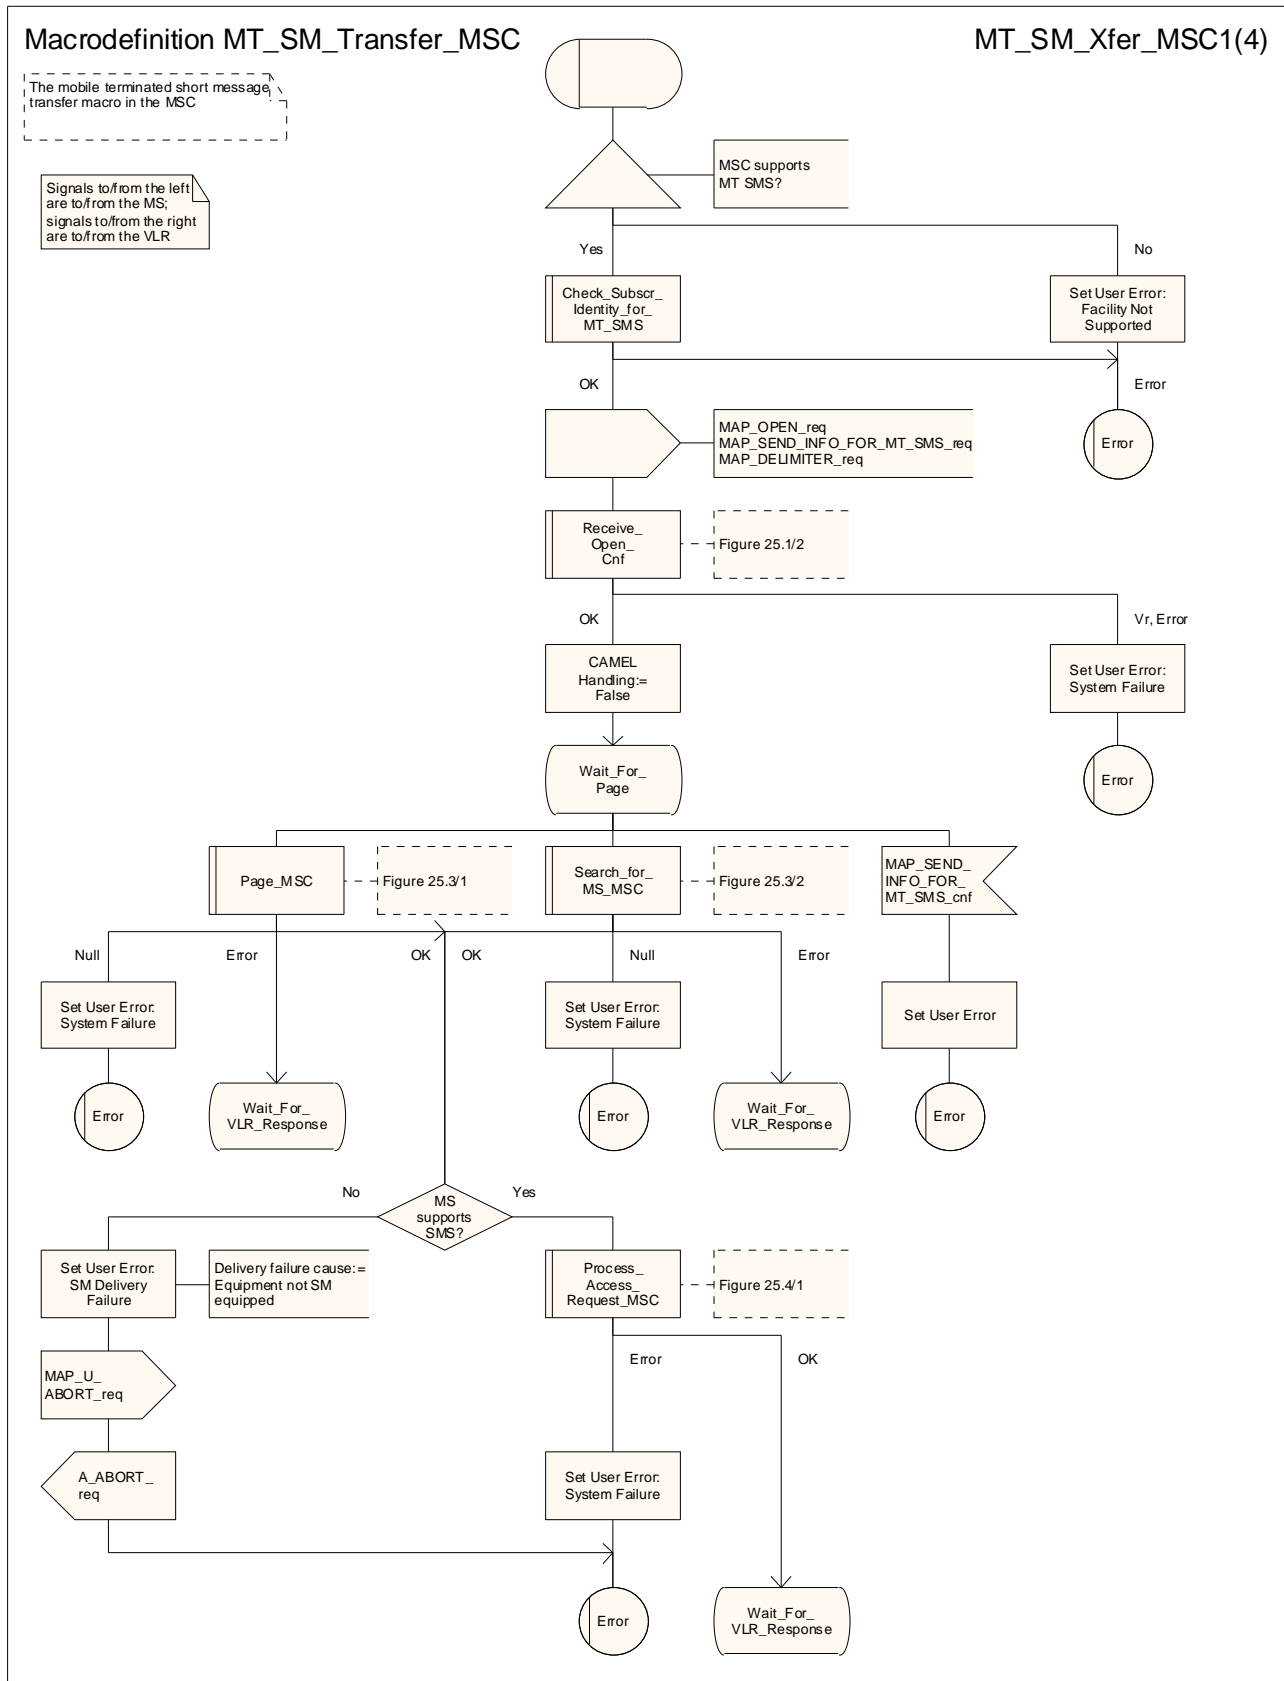 Macrodefinition MT_SM_Transfer_MSC
MT_SM_Xfer_MSC1(4)
The mobile terminated short message
transfer macro in the MSC
Signals to/from the left
are to/from the MS;
signals to/from the right
are to/from the VLR
MSC supports
MT SMS?
Yes
No
Check_Subscr_
Identity_for_
MT_SMS
Set User Error:
Facility Not
Supported
OK
Error
MAP_OPEN_req
MAP_SEND_INFO_FOR_MT_SMS_req
MAP_DELIMITER_req
Error
Receive_
Open_
Cnf
Figure 25.1/2
OK
Vr, Error
CAMEL
Handling:=
False
Set User Error:
System Failure
Wait_For_
Page
Error
Page_MSC
Figure 25.3/1
Search_for_
MS_MSC
Figure 25.3/2
MAP_SEND_
INFO_FOR_
MT_SMS_cnf
Null
Error
OK
OK
Null
Error
Set User Error:
System Failure
Set User Error:
System Failure
Set User Error
Error
Wait_For_
VLR_Response
Error
Wait_For_
VLR_Response
Error
No
MS
supports
SMS?
Yes
Set User Error:
SM Delivery
Failure
Delivery failure cause:=
Equipment not SM
equipped
Process_
Access_
Request_MSC
Figure 25.4/1
Error
OK
MAP_U_
ABORT_req
A_ABORT_
req
Set User Error:
System Failure
Error
Wait_For_
VLR_Response